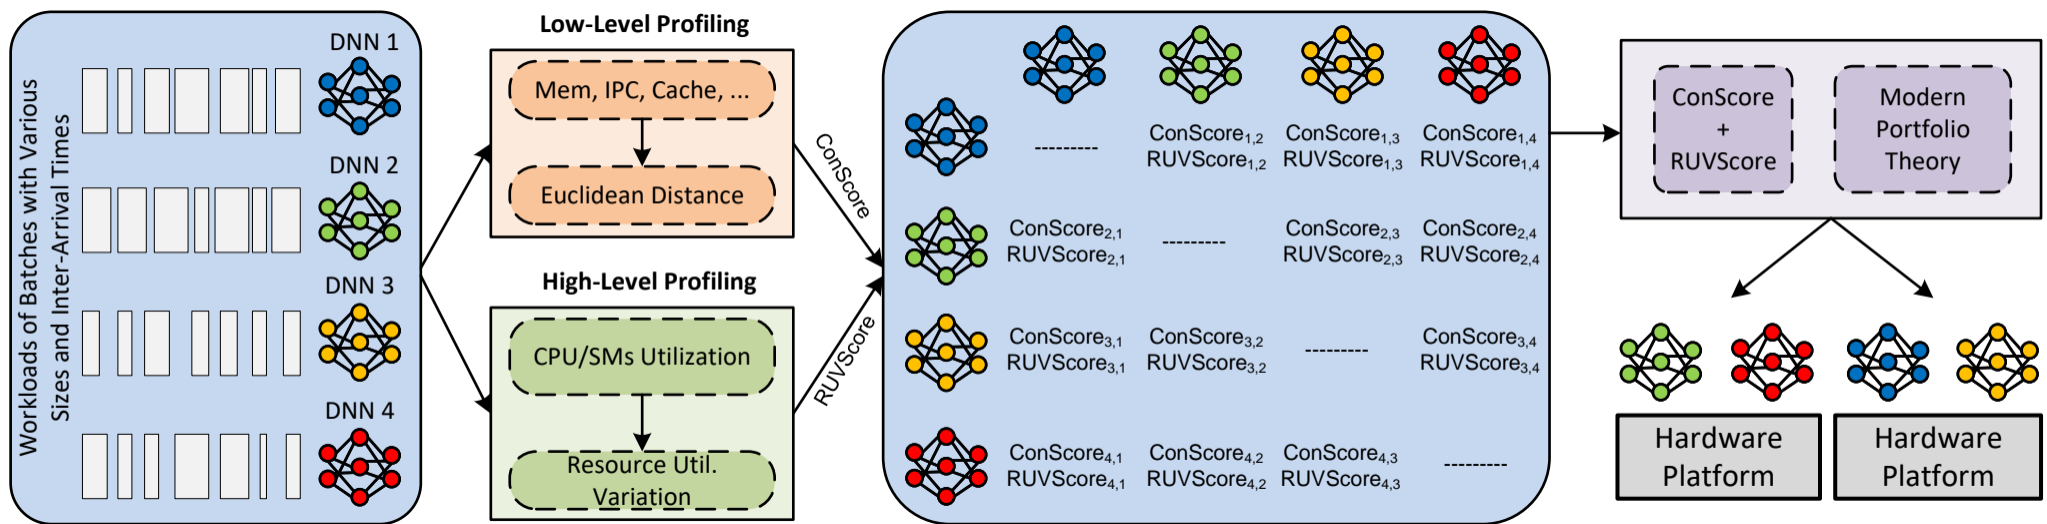 Workloads of Batches with Various
Sizes and Inter-Arrival Times
DNN 1
DNN 2
DNN 3
DNN 4
Low-Level Profiling
Mem, IPC, Cache, ...
Euclidean Distance
High-Level Profiling
CPU/SMs Utilization
Resource Util.
Variation
ConScore
RUVScore
---------
ConScore1,2
RUVScore1,2
ConScore1,3
RUVScore1,3
ConScore1,4
RUVScore1,4
ConScore2,1
RUVScore2,1
---------
ConScore2,3
RUVScore2,3
ConScore2,4
RUVScore2,4
ConScore3,1
RUVScore3,1
ConScore3,2
RUVScore3,2
---------
ConScore3,4
RUVScore3,4
ConScore4,1
RUVScore4,1
ConScore4,2
RUVScore4,2
ConScore4,3
RUVScore4,3
---------
ConScore
+
RUVScore
Modern
Portfolio
Theory
Hardware
Platform
Hardware
Platform